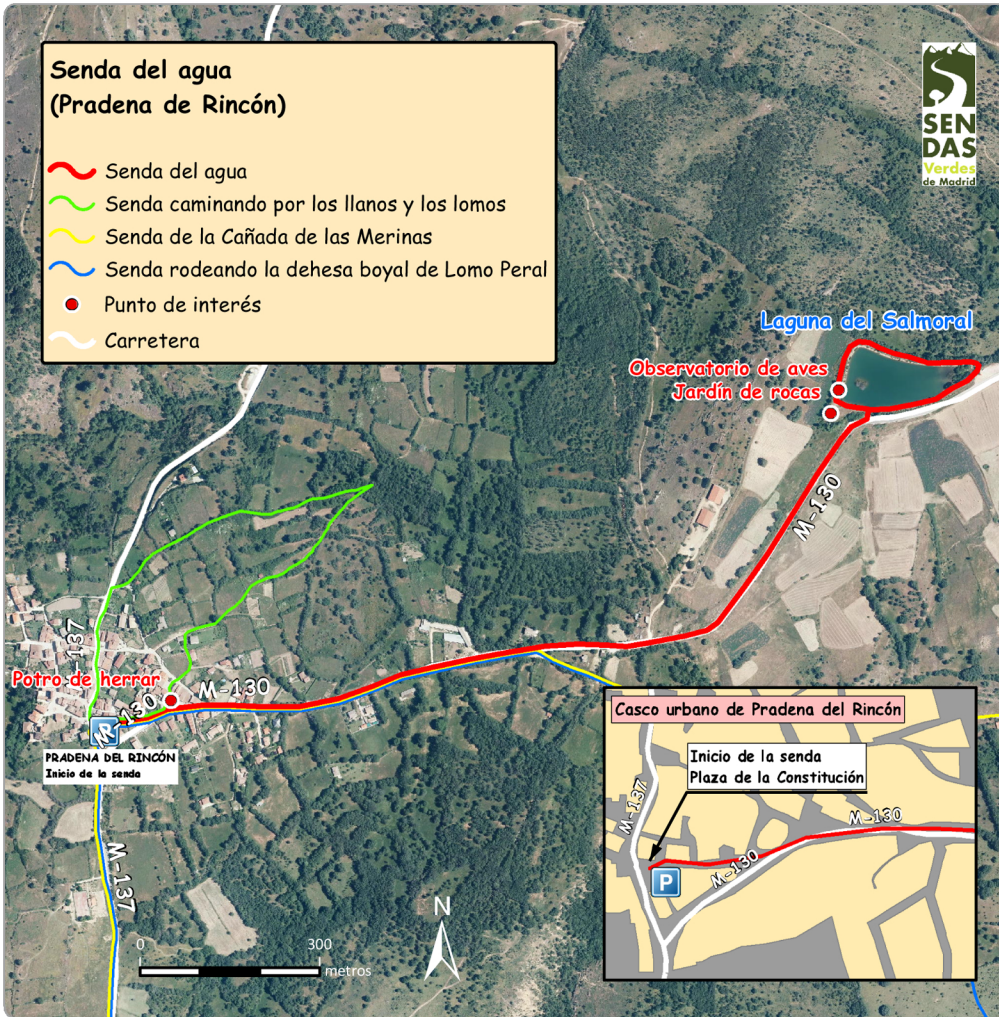 Senda del agua
(Pradena de Rincón)
Senda del agua
Senda caminando por los llanos y los lomos
Senda de la Cañada de las Merinas
Senda rodeando la dehesa boyal de Lomo Peral
Punto de interés
Carretera
SEN
DAS
Verdes
de Madrid
Laguna del Salmoral
Observatorio de aves
Jardín de rocas
M-130
M-137
Potro de herrar
M-130
M-130
P
PRADENA DEL RINCÓN
Inicio de la senda
M-137
N
0 300
metros
Casco urbano de Pradena del Rincón
Inicio de la senda
Plaza de la Constitución
M-137
M-130
M-130
P